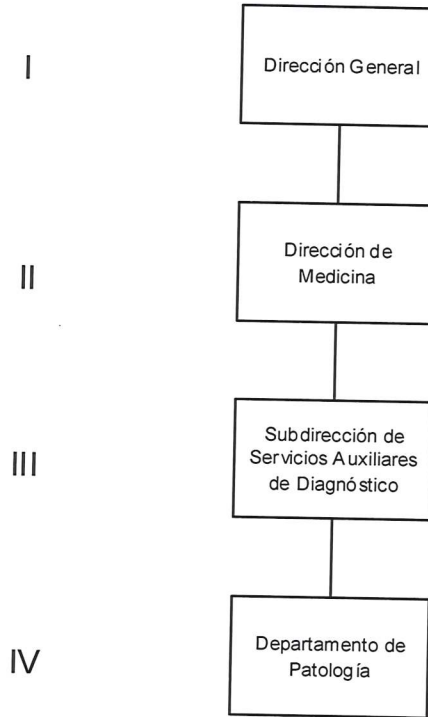 I
Dirección General
II
Dirección de
Medicina
III
Subdirección de
Servicios Auxiliares
de Diagnóstico
IV
Departamento de
Patología